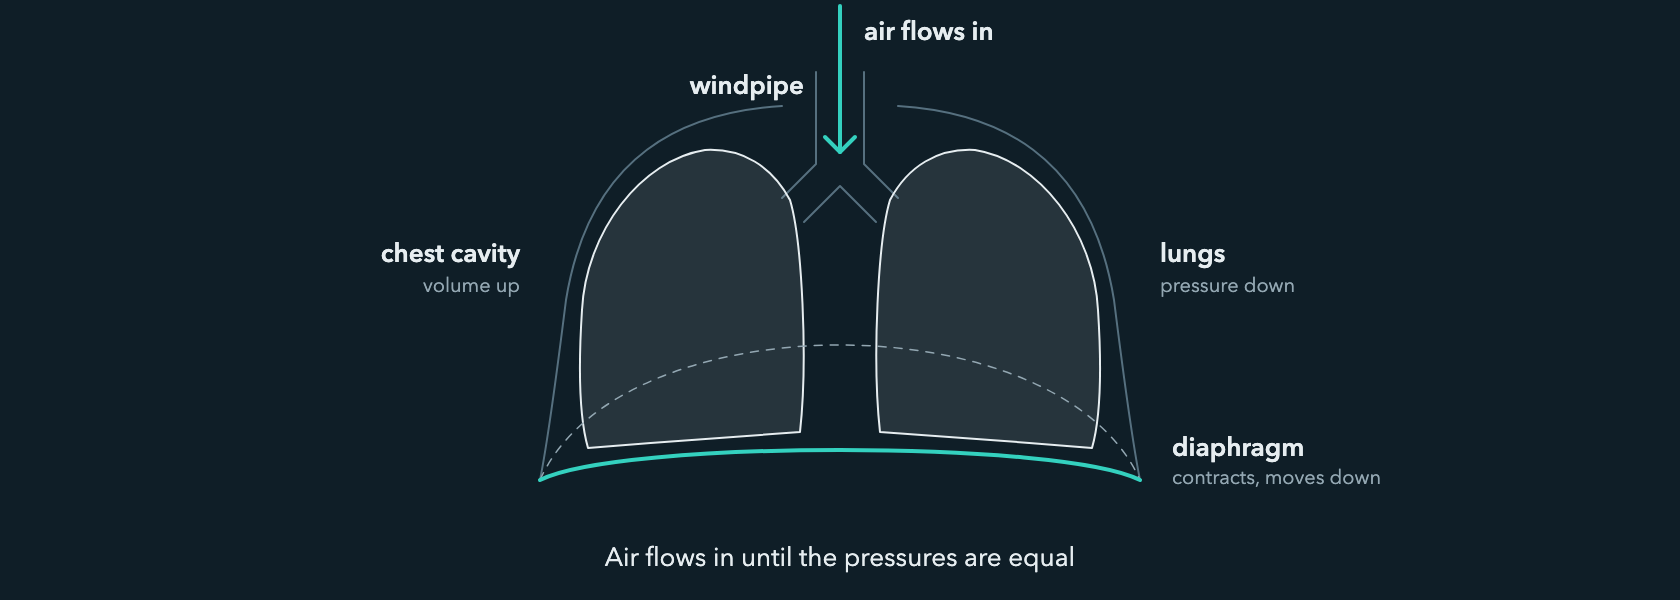 air flows in
windpipe
chest cavity
volume up
lungs
pressure down
diaphragm
contracts, moves down
Air flows in until the pressures are equal